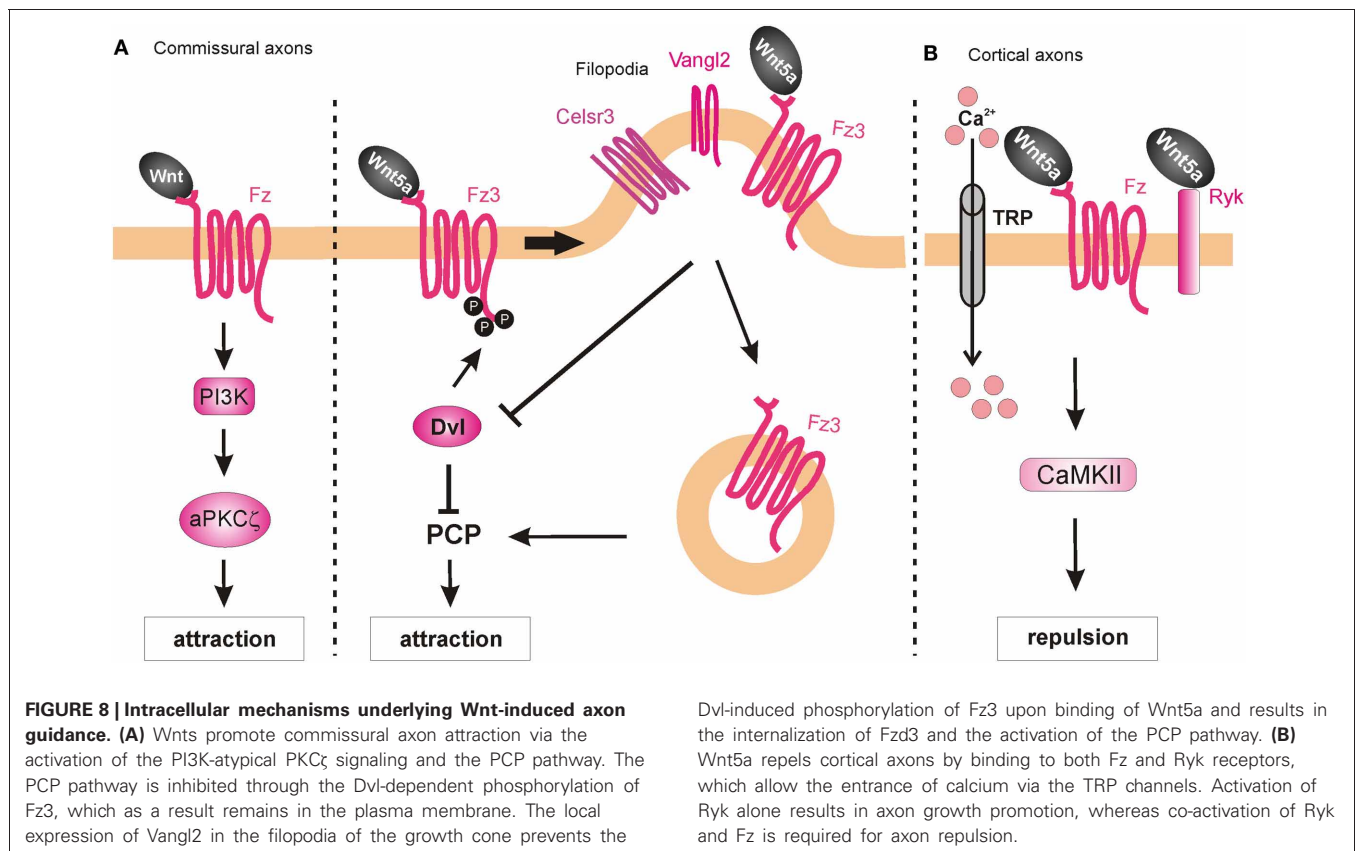 A Commissural axons
Filopodia
Vangl2
Wnt5a
B Cortical axons
Celsr3
Fz3
Ca²⁺
Wnt
Fz
Wnt5a
Fz3
Wnt5a
Fz
Wnt5a
Ryk
TRP
P
P
P
PI3K
Dvl
Fz3
aPKCζ
PCP
CaMKII
attraction
attraction
repulsion
FIGURE 8 | Intracellular mechanisms underlying Wnt-induced axon
guidance. (A) Wnts promote commissural axon attraction via the
activation of the PI3K-atypical PKCζ signaling and the PCP pathway. The
PCP pathway is inhibited through the Dvl-dependent phosphorylation of
Fz3, which as a result remains in the plasma membrane. The local
expression of Vangl2 in the filopodia of the growth cone prevents the
Dvl-induced phosphorylation of Fz3 upon binding of Wnt5a and results in
the internalization of Fzd3 and the activation of the PCP pathway. (B)
Wnt5a repels cortical axons by binding to both Fz and Ryk receptors,
which allow the entrance of calcium via the TRP channels. Activation of
Ryk alone results in axon growth promotion, whereas co-activation of Ryk
and Fz is required for axon repulsion.